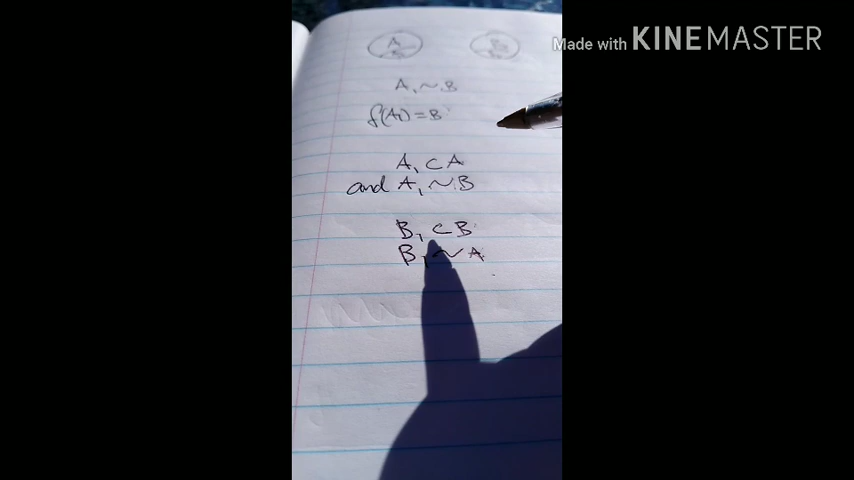 Made with KINEMASTER
A B
A₁ ~ B
f(A₁) = B
A₁ ⊂ A
and A₁ ~ B
B₁ ⊂ B
B₁ ~ A